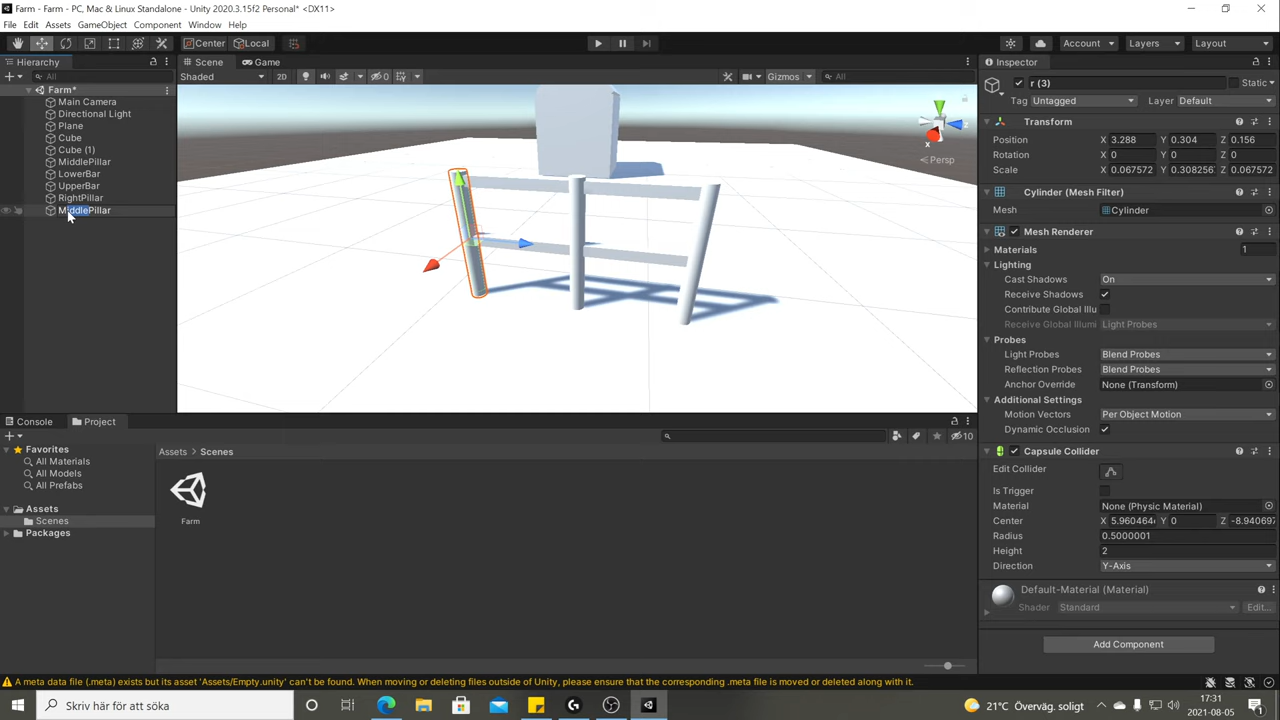 Farm - Farm - PC, Mac & Linux Standalone - Unity 2020.3.15f2 Personal* <DX11>
File Edit Assets GameObject Component Window Help
Center Local Account Layers Layout
Hierarchy Scene Game Inspector
All Shaded 2D 0 Gizmos All
Farm*
Main Camera
Directional Light
Plane
Cube
Cube (1)
MiddlePillar
LowerBar
UpperBar
RightPillar
MiddlePillar
z
x
Persp
r (3) Static
Tag Untagged Layer Default
Transform
Position X 3.288 Y 0.304 Z 0.156
Rotation X 0 Y 0 Z 0
Scale X 0.067572 Y 0.308256 Z 0.067572
Cylinder (Mesh Filter)
Mesh Cylinder
Mesh Renderer
Materials 1
Lighting
Cast Shadows On
Receive Shadows
Contribute Global Illu
Receive Global Illumi Light Probes
Probes
Light Probes Blend Probes
Reflection Probes Blend Probes
Anchor Override None (Transform)
Additional Settings
Motion Vectors Per Object Motion
Dynamic Occlusion
Capsule Collider
Edit Collider
Is Trigger
Material None (Physic Material)
Center X 5.960464 Y 0 Z -8.940697
Radius 0.5000001
Height 2
Direction Y-Axis
Default-Material (Material)
Shader Standard Edit...
Add Component
Console Project
10
Favorites
All Materials
All Models
All Prefabs
Assets
Scenes
Packages
Assets > Scenes
Farm
A meta data file (.meta) exists but its asset 'Assets/Empty.unity' can't be found. When moving or deleting files outside of Unity, please ensure that the corresponding .meta file is moved or deleted along with it.
Skriv här för att söka
21°C Överväg. soligt
17:31
2021-08-05
1